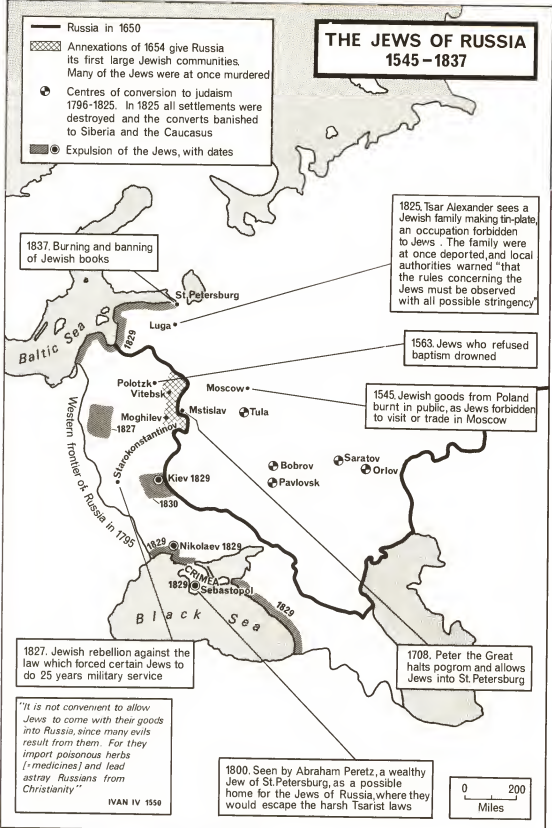 THE JEWS OF RUSSIA
1545–1837
Russia in 1650
Annexations of 1654 give Russia
its first large Jewish communities.
Many of the Jews were at once murdered
Centres of conversion to judaism
1796-1825. In 1825 all settlements were
destroyed and the converts banished
to Siberia and the Caucasus
Expulsion of the Jews, with dates
1825. Tsar Alexander sees a
Jewish family making tin-plate,
an occupation forbidden
to Jews . The family were
at once deported, and local
authorities warned "that
the rules concerning the
Jews must be observed
with all possible stringency"
1837. Burning and banning
of Jewish books
St.Petersburg
Luga
1829
Baltic Sea
1563. Jews who refused
baptism drowned
Polotzk
Vitebsk
Moscow
1545. Jewish goods from Poland
burnt in public, as Jews forbidden
to visit or trade in Moscow
Moghilev
Mstislav
Tula
1827
Starokonstantinov
Western frontier of Russia in 1795
Kiev 1829
1830
Bobrov
Pavlovsk
Saratov
Orlov
1829
Nikolaev 1829
CRIMEA
1829
Sebastopol
1829
Black Sea
1827. Jewish rebellion against the
law which forced certain Jews to
do 25 years military service
1708. Peter the Great
halts pogrom and allows
Jews into St. Petersburg
"It is not convenient to allow
Jews to come with their goods
into Russia, since many evils
result from them. For they
import poisonous herbs
[=medicines] and lead
astray Russians from
Christianity"
IVAN IV 1550
1800. Seen by Abraham Peretz, a wealthy
Jew of St.Petersburg, as a possible
home for the Jews of Russia, where they
would escape the harsh Tsarist laws
0 200
Miles